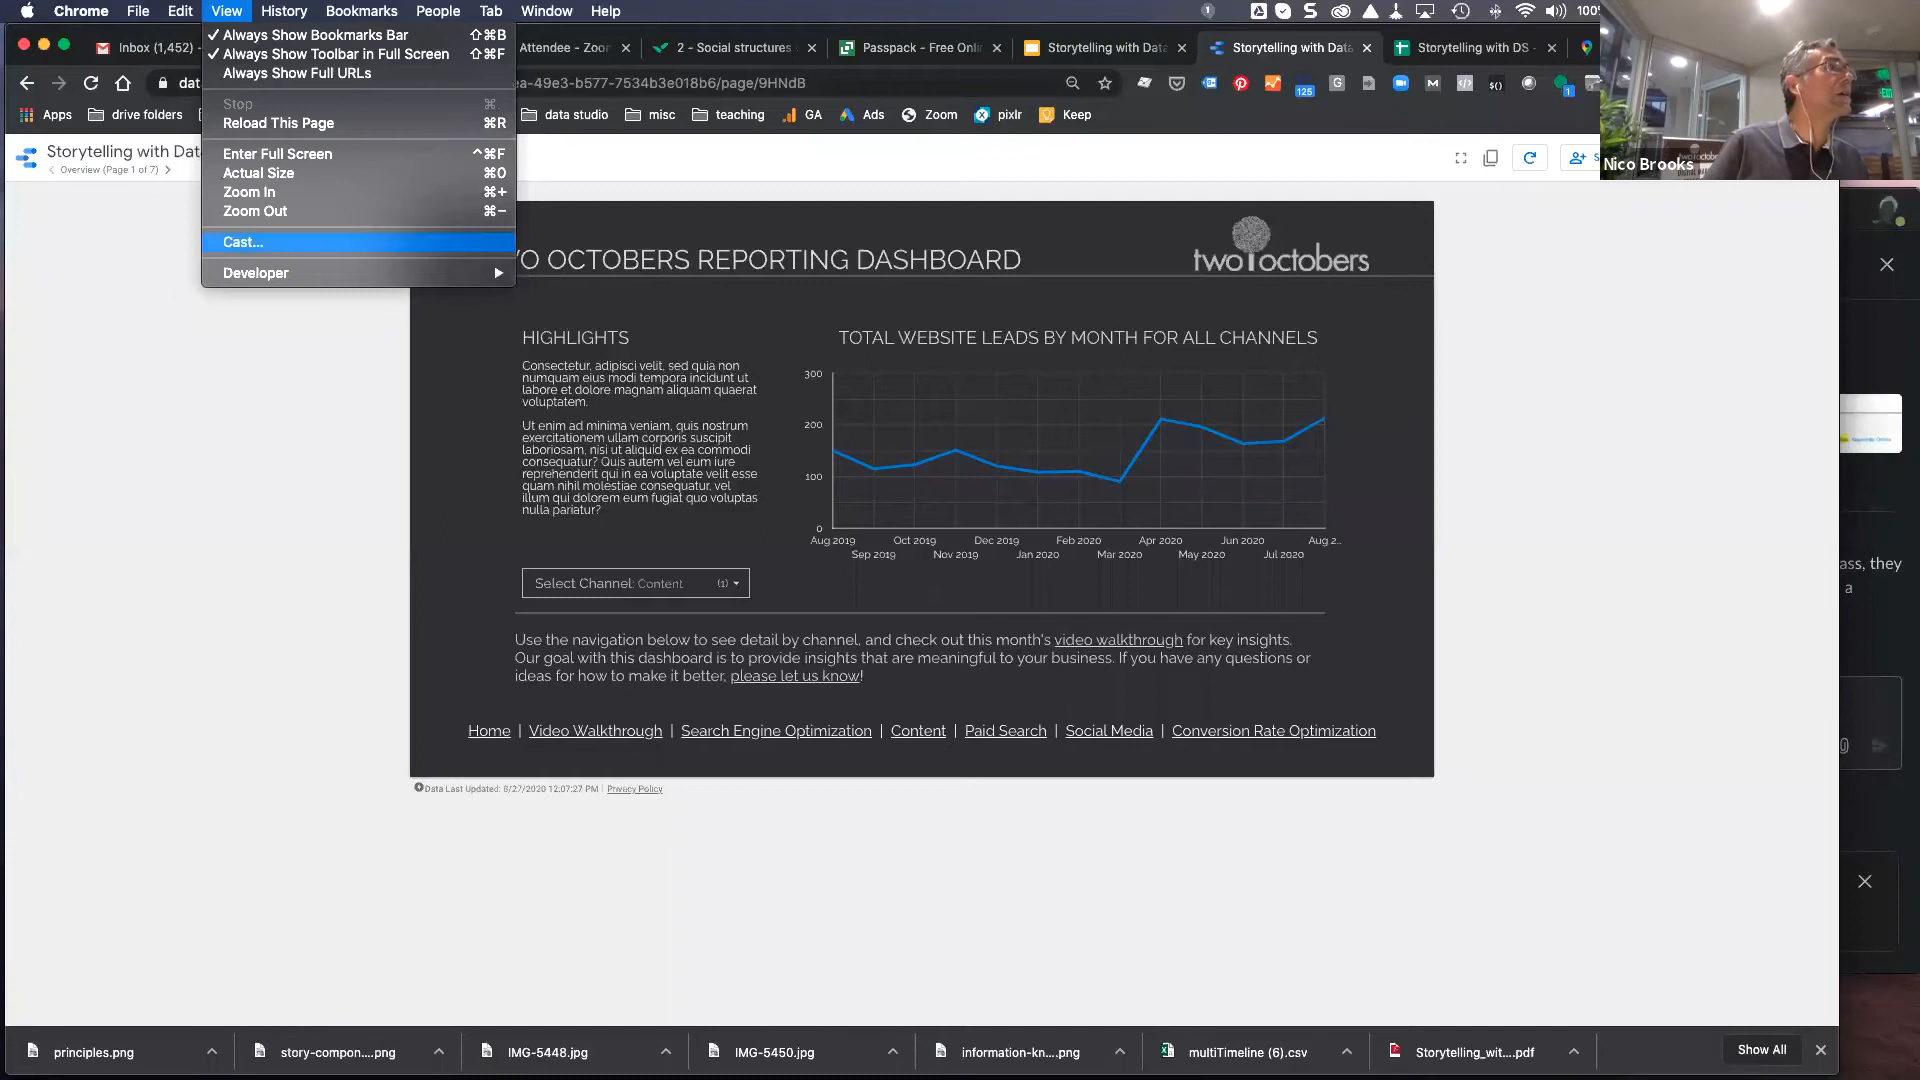 Chrome File Edit View History Bookmarks People Tab Window Help
100%
Inbox (1,452)
Attendee - Zoom
2 - Social structures
Passpack - Free Onli
Storytelling with Data
Storytelling with Data
Storytelling with DS -
dat
ea-49e3-b577-7534b3e018b6/page/9HNdB
125
Apps drive folders data studio misc teaching GA Ads Zoom pixlr Keep
✓ Always Show Bookmarks Bar ⇧⌘B
✓ Always Show Toolbar in Full Screen ⇧⌘F
Always Show Full URLs
Stop ⌘.
Reload This Page ⌘R
Enter Full Screen ^⌘F
Actual Size ⌘0
Zoom In ⌘+
Zoom Out ⌘−
Cast...
Developer
Nico Brooks
Storytelling with Dat
Overview (Page 1 of 7)
O OCTOBERS REPORTING DASHBOARD
two octobers
HIGHLIGHTS
Consectetur, adipisci velit, sed quia non
numquam eius modi tempora incidunt ut
labore et dolore magnam aliquam quaerat
voluptatem.
Ut enim ad minima veniam, quis nostrum
exercitationem ullam corporis suscipit
laboriosam, nisi ut aliquid ex ea commodi
consequatur? Quis autem vel eum iure
reprehenderit qui in ea voluptate velit esse
quam nihil molestiae consequatur, vel
illum qui dolorem eum fugiat quo voluptas
nulla pariatur?
TOTAL WEBSITE LEADS BY MONTH FOR ALL CHANNELS
300
200
100
0
Aug 2019 Oct 2019 Dec 2019 Feb 2020 Apr 2020 Jun 2020 Aug 2...
Sep 2019 Nov 2019 Jan 2020 Mar 2020 May 2020 Jul 2020
Select Channel: Content (1)
Use the navigation below to see detail by channel, and check out this month's video walkthrough for key insights.
Our goal with this dashboard is to provide insights that are meaningful to your business. If you have any questions or
ideas for how to make it better, please let us know!
Home | Video Walkthrough | Search Engine Optimization | Content | Paid Search | Social Media | Conversion Rate Optimization
Data Last Updated: 8/27/2020 12:07:27 PM | Privacy Policy
ass, they
a
principles.png
story-compon....png
IMG-5448.jpg
IMG-5450.jpg
information-kn....png
multiTimeline (6).csv
Storytelling_wit....pdf
Show All